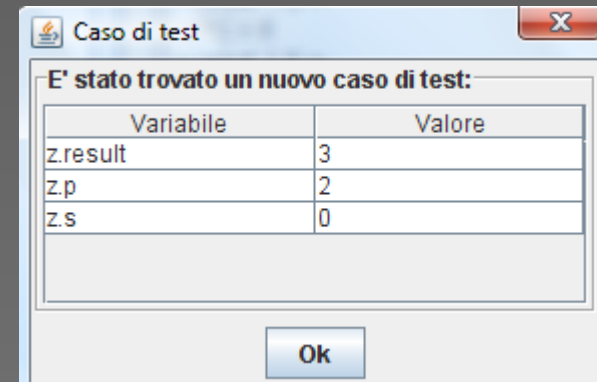 Caso di test
E' stato trovato un nuovo caso di test:
Variabile Valore
z.result 3
z.p 2
z.s 0
Ok